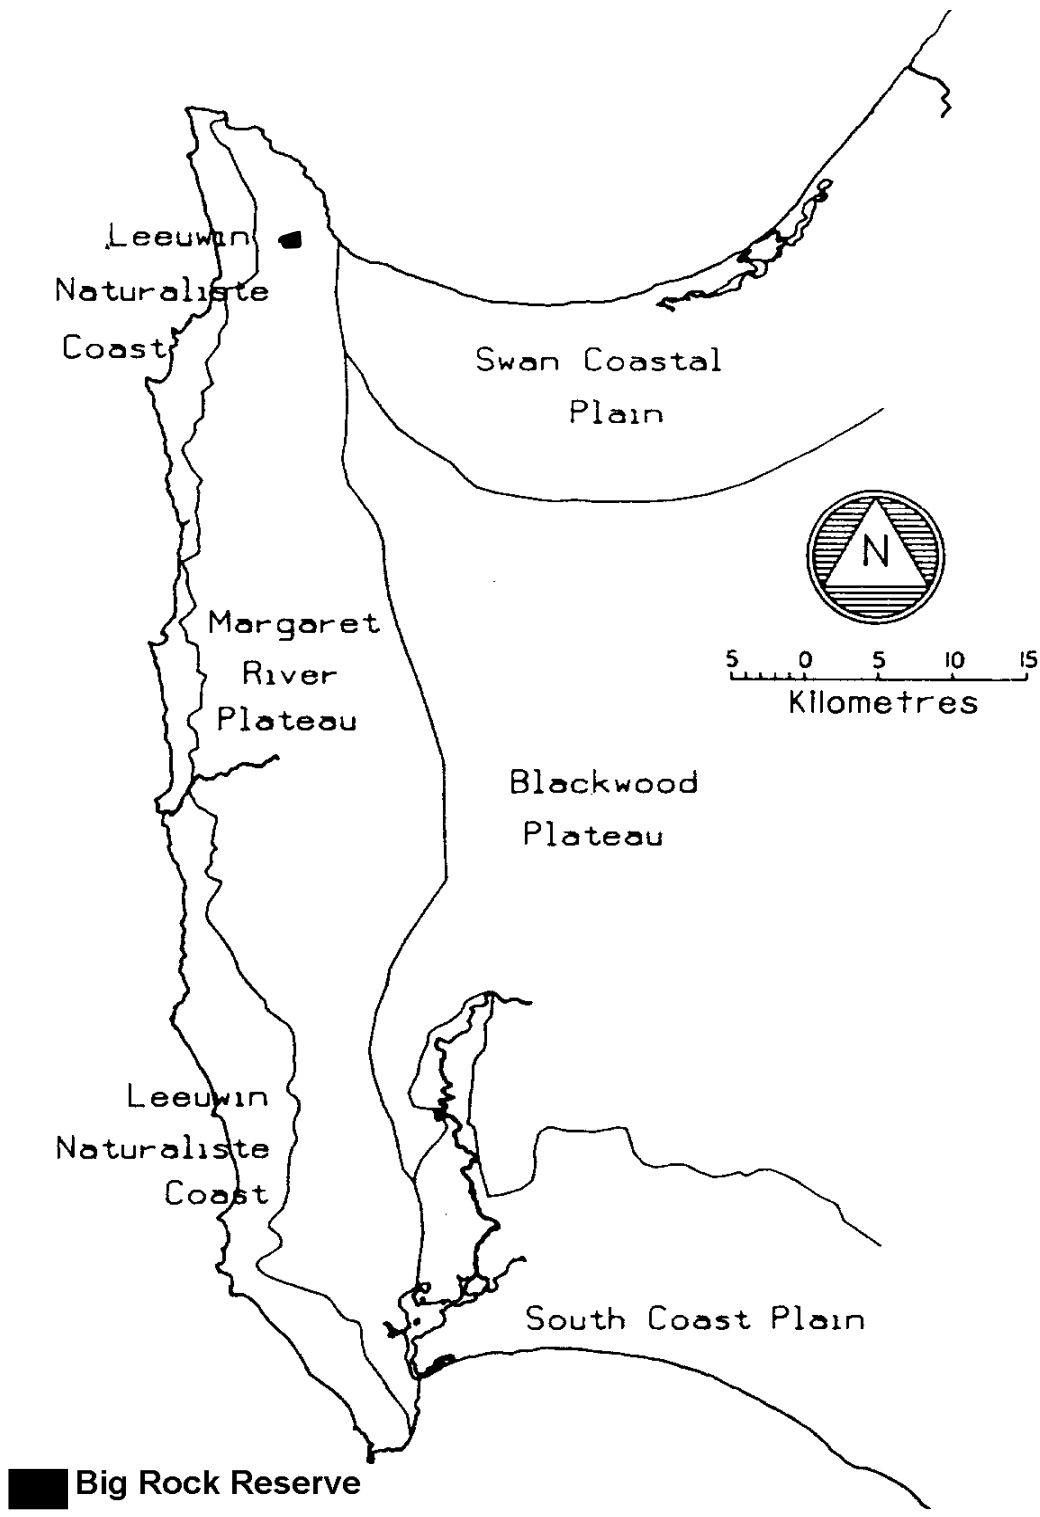 Leeuwin
Naturaliste
Coast
Swan Coastal
Plain
N
Margaret
River
Plateau
5 0 5 10 15
Kilometres
Blackwood
Plateau
Leeuwin
Naturaliste
Coast
South Coast Plain
Big Rock Reserve